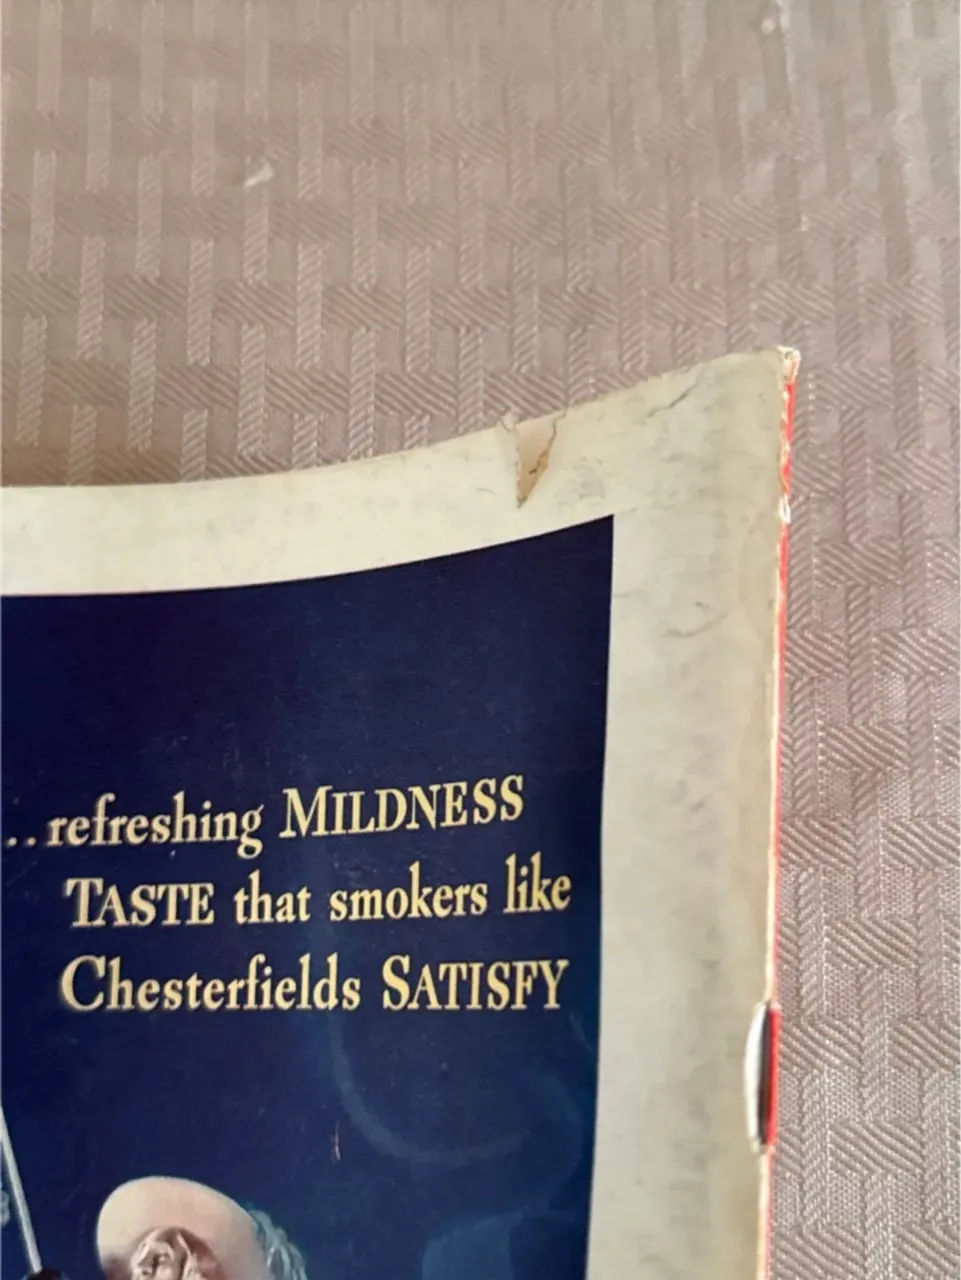 ..refreshing MILDNESS
TASTE that smokers like
Chesterfields SATISFY